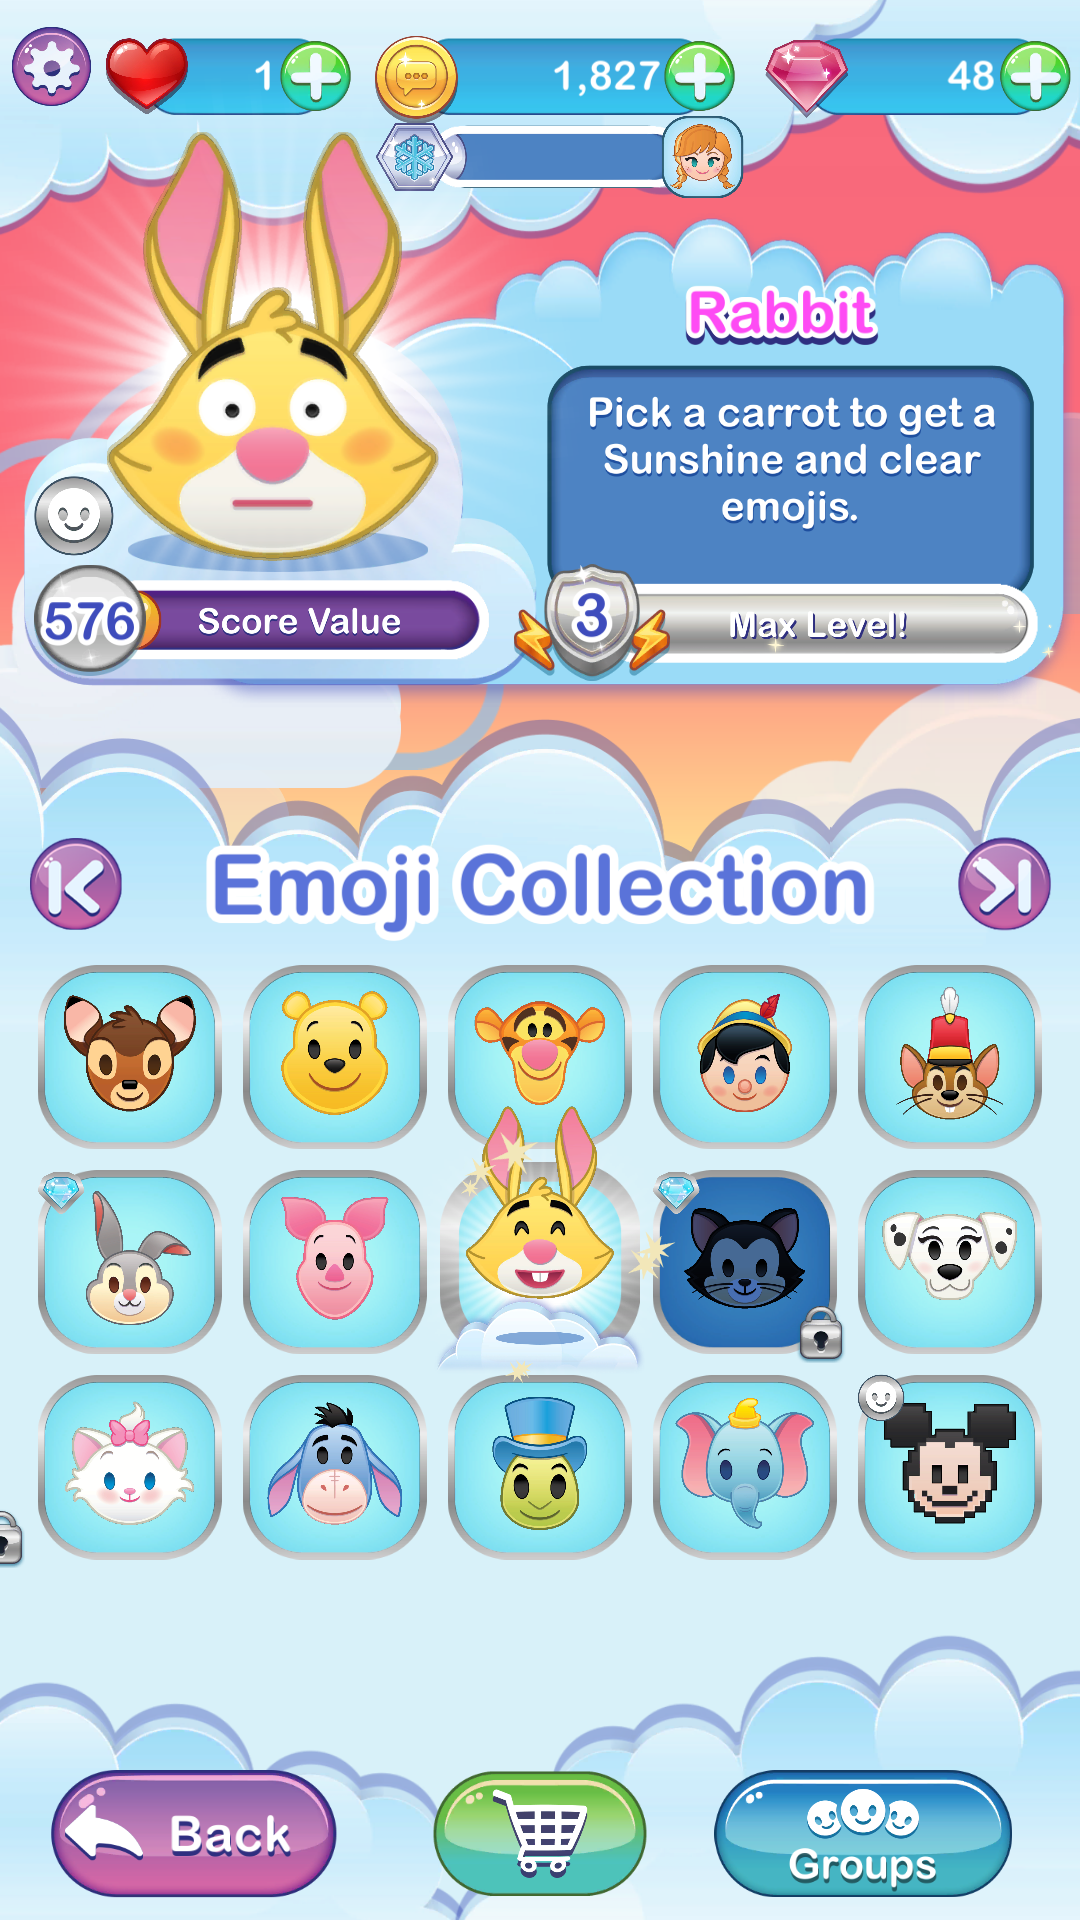 1
1,827
48
Rabbit
Pick a carrot to get a
Sunshine and clear
emojis.
576
Score Value
3
Max Level!
Emoji Collection
Back
Groups